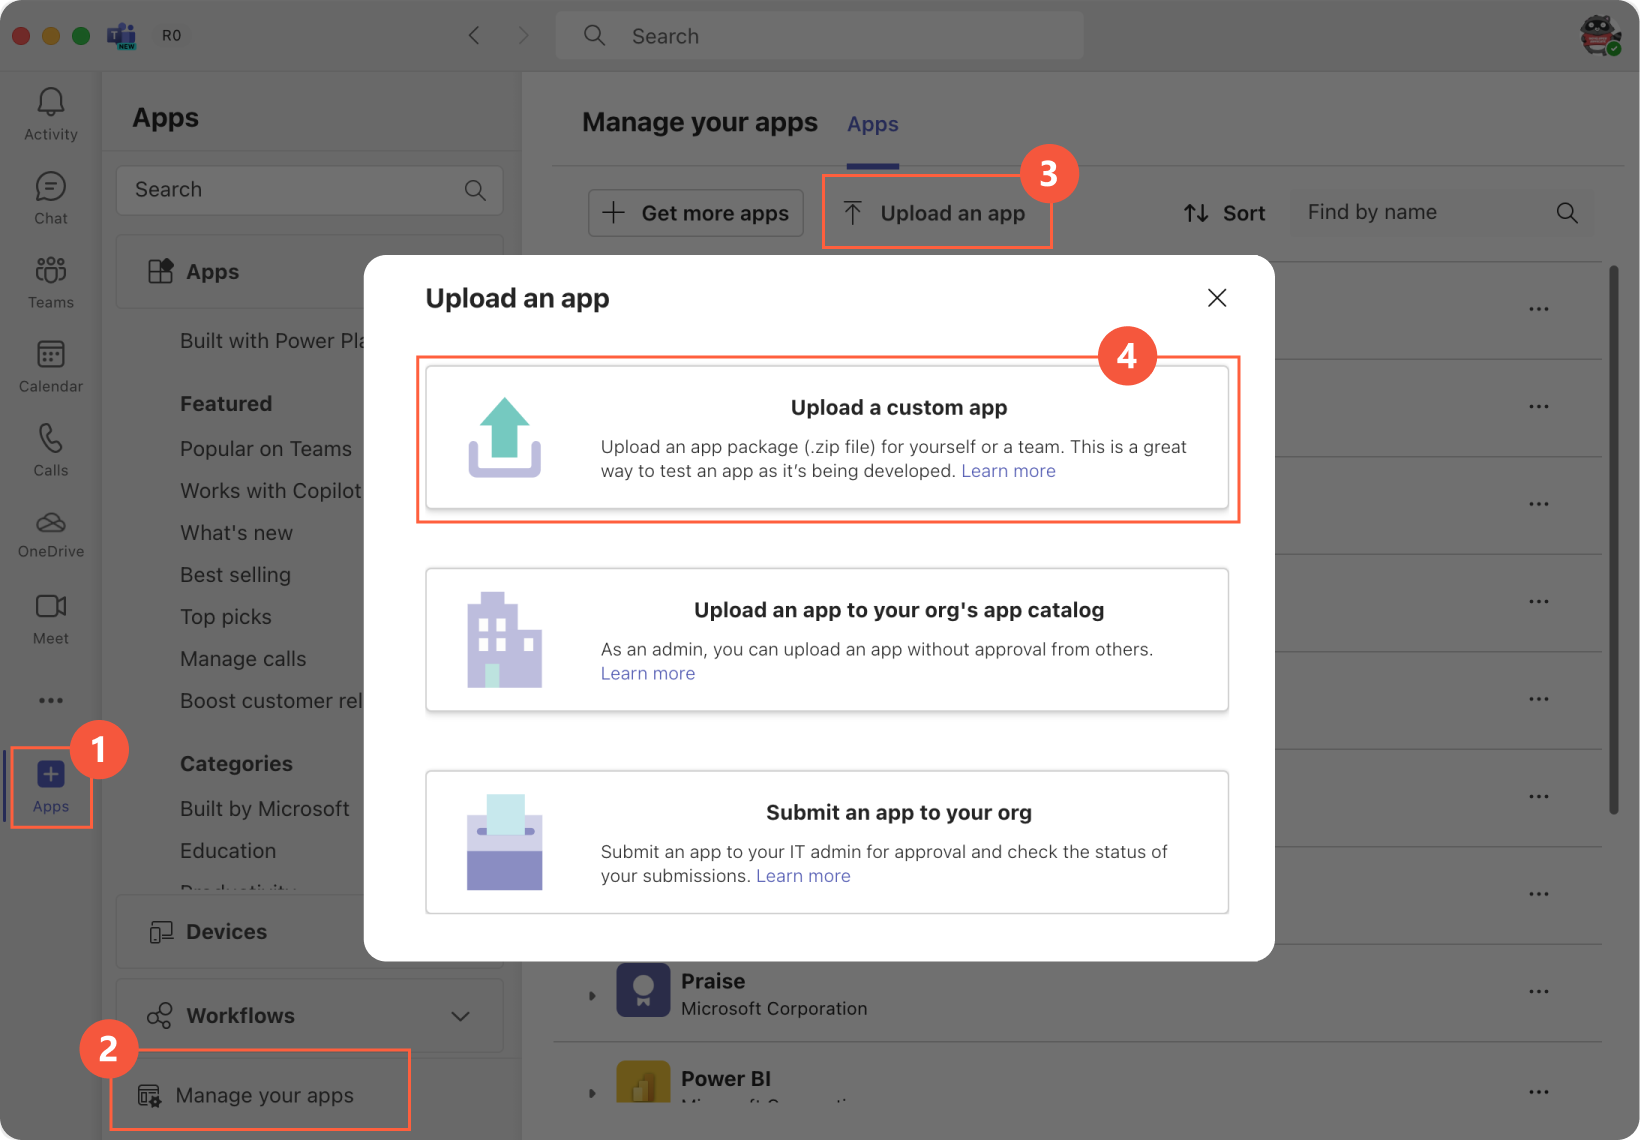 R0
Search
Activity
Chat
Teams
Calendar
Calls
OneDrive
Meet
1
Apps
Apps
Search
Apps
Built with Power Pla
Featured
Popular on Teams
Works with Copilot
What's new
Best selling
Top picks
Manage calls
Boost customer rel
Categories
Built by Microsoft
Education
Productivity
Devices
Workflows
2
Manage your apps
Manage your apps
Apps
3
Get more apps
Upload an app
Sort
Find by name
Upload an app
4
Upload a custom app
Upload an app package (.zip file) for yourself or a team. This is a great
way to test an app as it's being developed. Learn more
Upload an app to your org's app catalog
As an admin, you can upload an app without approval from others.
Learn more
Submit an app to your org
Submit an app to your IT admin for approval and check the status of
your submissions. Learn more
Praise
Microsoft Corporation
Power BI
Microsoft Corporation